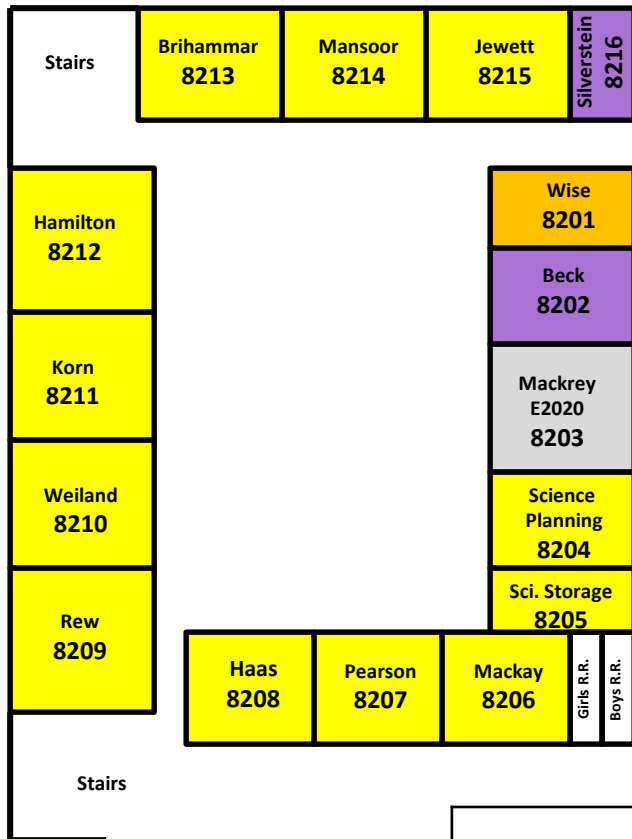 Stairs
Brihammar
8213
Mansoor
8214
Jewett
8215
Silverstein
8216
Hamilton
8212
Wise
8201
Beck
8202
Korn
8211
Mackrey
E2020
8203
Weiland
8210
Science
Planning
8204
Rew
8209
Sci. Storage
8205
Haas
8208
Pearson
8207
Mackay
8206
Girls R.R.
Boys R.R.
Stairs